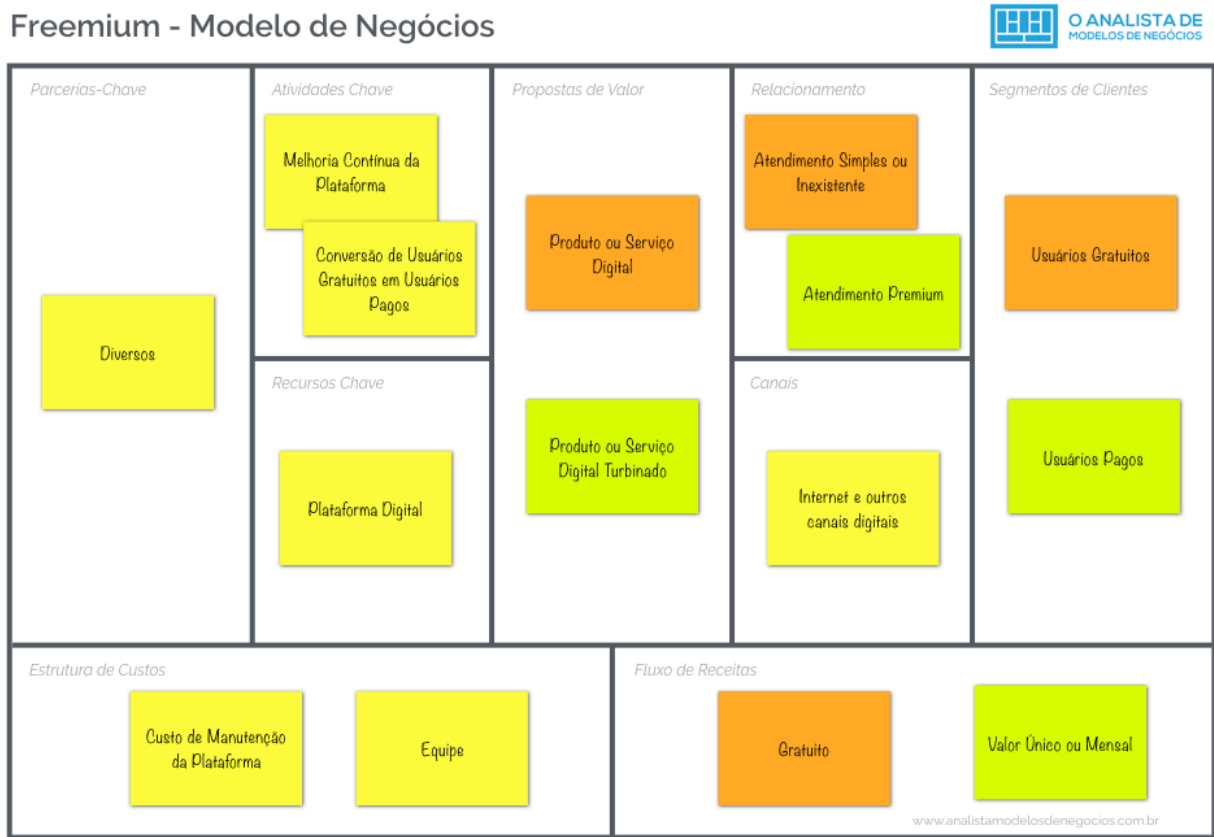 Freemium - Modelo de Negócios
O ANALISTA DE
MODELOS DE NEGÓCIOS
Parcerias-Chave
Diversos
Atividades Chave
Melhoria Contínua da
Plataforma
Conversão de Usuários
Gratuitos em Usuários
Pagos
Recursos Chave
Plataforma Digital
Propostas de Valor
Produto ou Serviço
Digital
Produto ou Serviço
Digital Turbinado
Relacionamento
Atendimento Simples ou
Inexistente
Atendimento Premium
Canais
Internet e outros
canais digitais
Segmentos de Clientes
Usuários Gratuitos
Usuários Pagos
Estrutura de Custos
Custo de Manutenção
da Plataforma
Equipe
Fluxo de Receitas
Gratuito
Valor Único ou Mensal
www.analistamodelosdenegocios.com.br